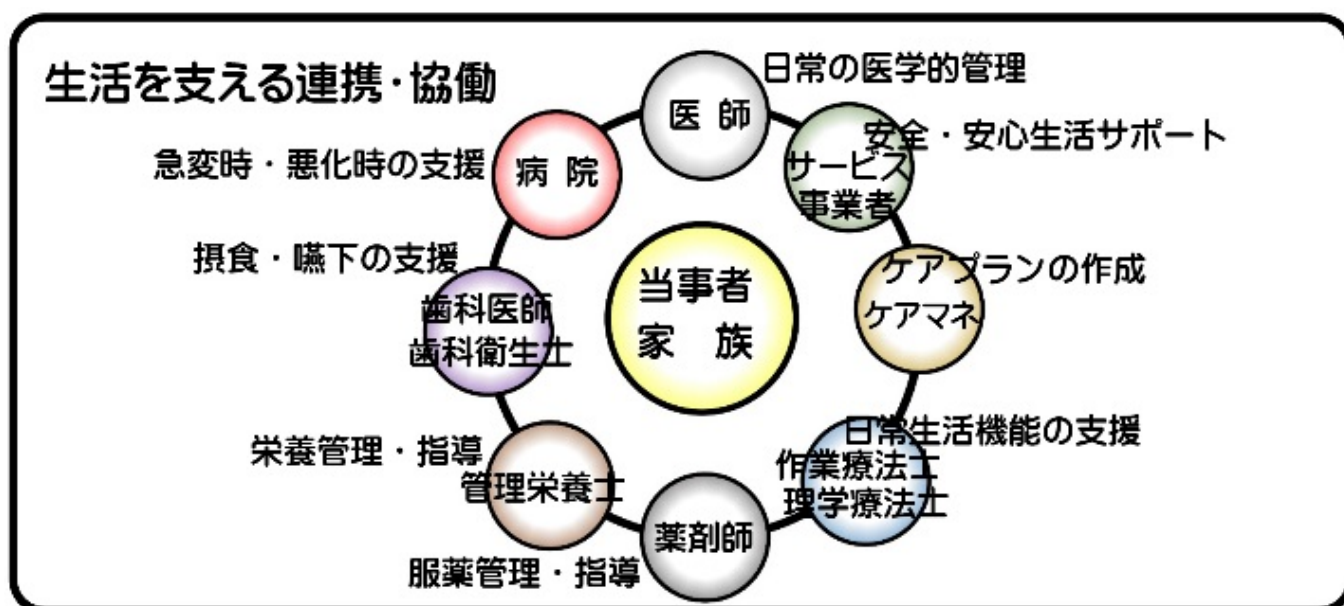 生活を支える連携・協働
医師
日常の医学的管理
サービス
事業者
安全・安心生活サポート
ケアプランの作成
ケアマネ
日常生活機能の支援
作業療法士
理学療法士
薬剤師
服薬管理・指導
管理栄養士
栄養管理・指導
歯科医師
歯科衛生士
摂食・嚥下の支援
病院
急変時・悪化時の支援
当事者
家族